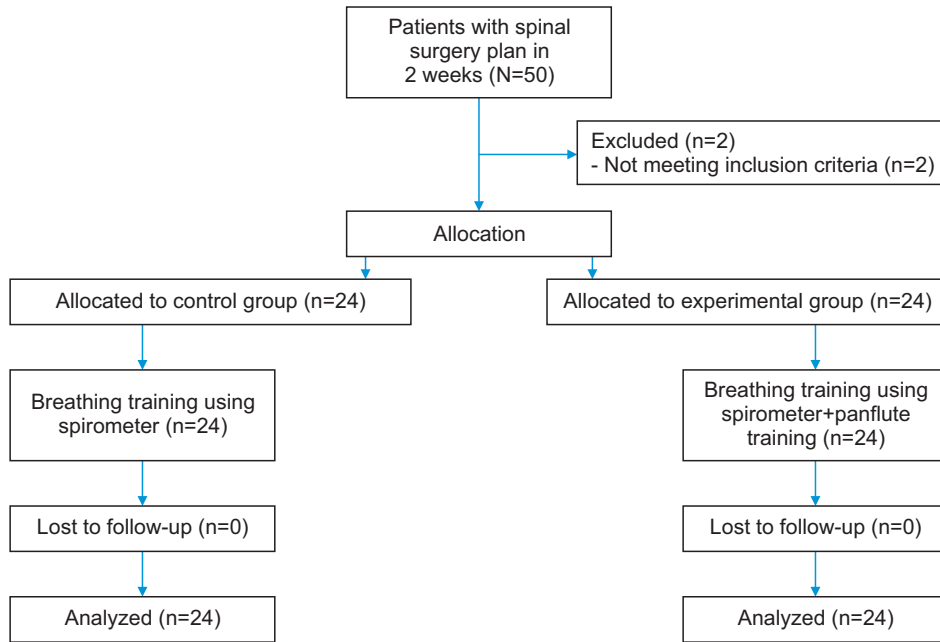 Patients with spinal
surgery plan in
2 weeks (N=50)
Excluded (n=2)
- Not meeting inclusion criteria (n=2)
Allocation
Allocated to control group (n=24)
Allocated to experimental group (n=24)
Breathing training using
spirometer (n=24)
Breathing training using
spirometer+panflute
training (n=24)
Lost to follow-up (n=0)
Lost to follow-up (n=0)
Analyzed (n=24)
Analyzed (n=24)